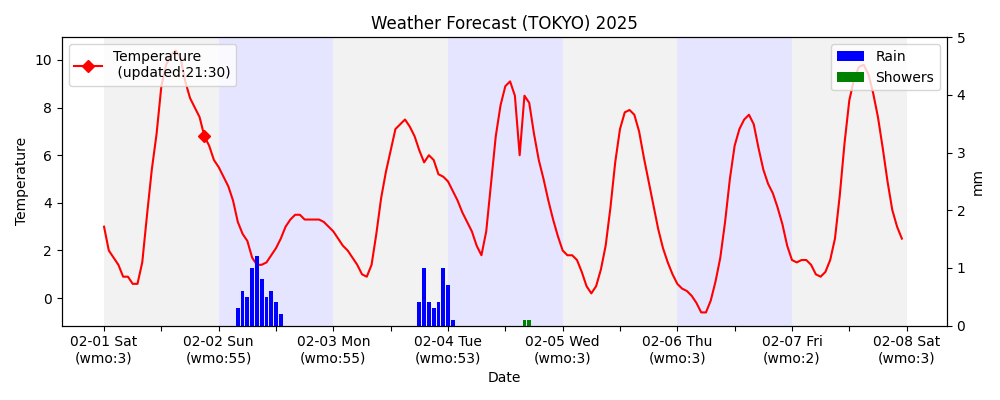 Weather Forecast (TOKYO) 2025
Temperature
(updated:21:30)
Rain
Showers
Temperature
10
8
6
4
2
0
5
4
3
2
1
0
mm
02-01 Sat
(wmo:3)
02-02 Sun
(wmo:55)
02-03 Mon
(wmo:55)
02-04 Tue
(wmo:53)
02-05 Wed
(wmo:3)
02-06 Thu
(wmo:3)
02-07 Fri
(wmo:2)
02-08 Sat
(wmo:3)
Date